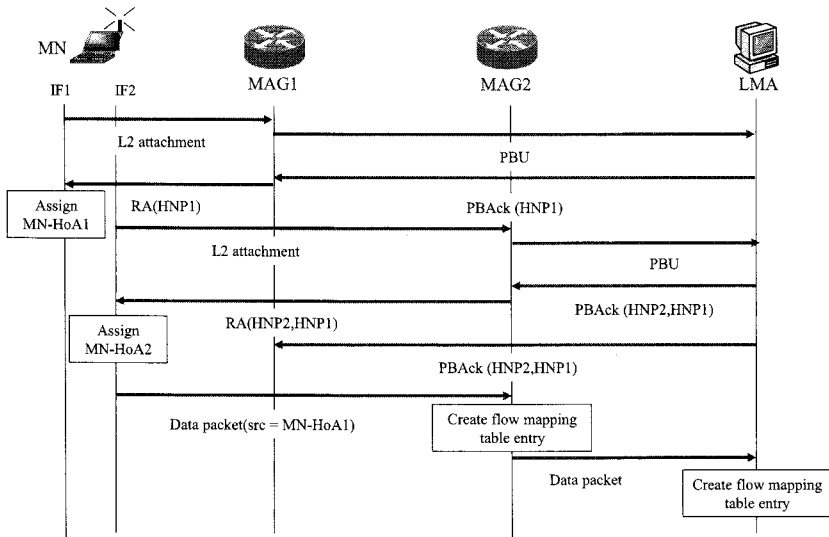 MN
MAG1
MAG2
LMA
IF1
IF2
L2 attachment
PBU
Assign
MN-HoA1
RA(HNP1)
PBAck (HNP1)
L2 attachment
PBU
Assign
MN-HoA2
RA(HNP2,HNP1)
PBAck (HNP2,HNP1)
PBAck (HNP2,HNP1)
Data packet(src = MN-HoA1)
Create flow mapping
table entry
Data packet
Create flow mapping
table entry